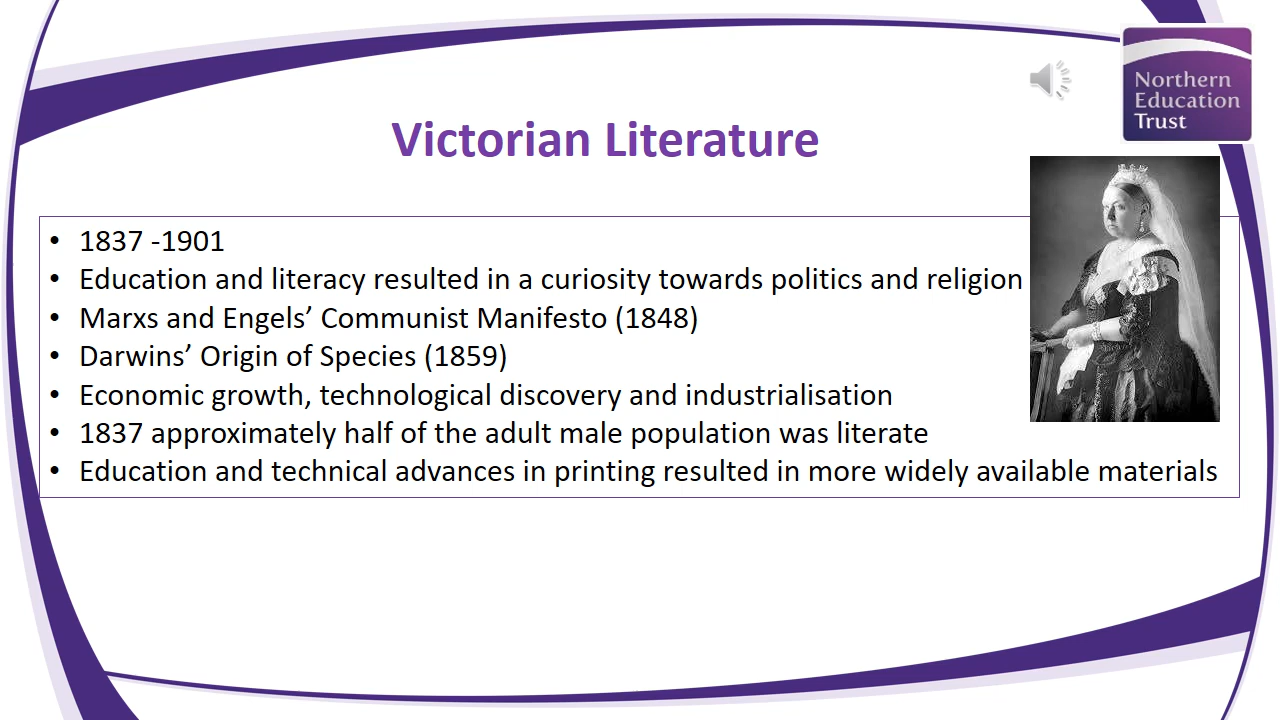 Northern
Education
Trust
Victorian Literature
• 1837 -1901
• Education and literacy resulted in a curiosity towards politics and religion
• Marxs and Engels’ Communist Manifesto (1848)
• Darwins’ Origin of Species (1859)
• Economic growth, technological discovery and industrialisation
• 1837 approximately half of the adult male population was literate
• Education and technical advances in printing resulted in more widely available materials